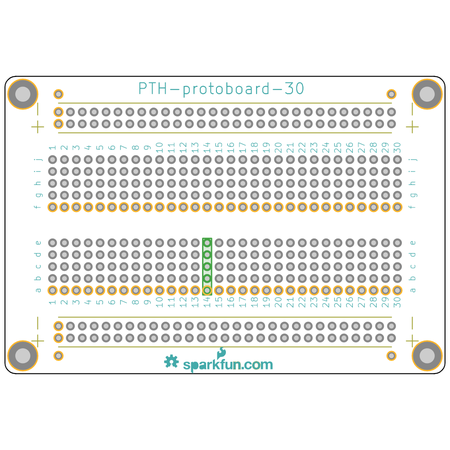 PTH-protoboard-30
1 2 3 4 5 6 7 8 9 10 11 12 13 14 15 16 17 18 19 20 21 22 23 24 25 26 27 28 29 30
j j
i i
h h
g g
f f
e e
d d
c c
b b
a a
1 2 3 4 5 6 7 8 9 10 11 12 13 14 15 16 17 18 19 20 21 22 23 24 25 26 27 28 29 30
sparkfun.com